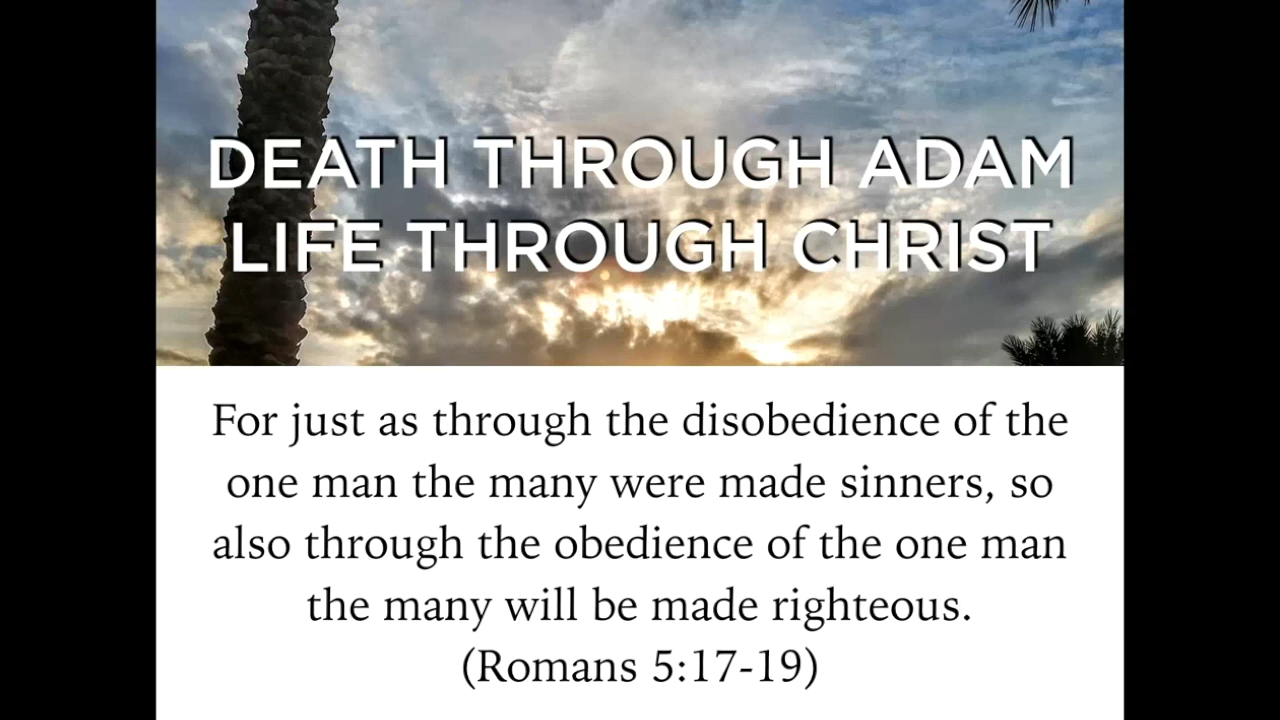 DEATH THROUGH ADAM
LIFE THROUGH CHRIST
For just as through the disobedience of the
one man the many were made sinners, so
also through the obedience of the one man
the many will be made righteous.
(Romans 5:17-19)